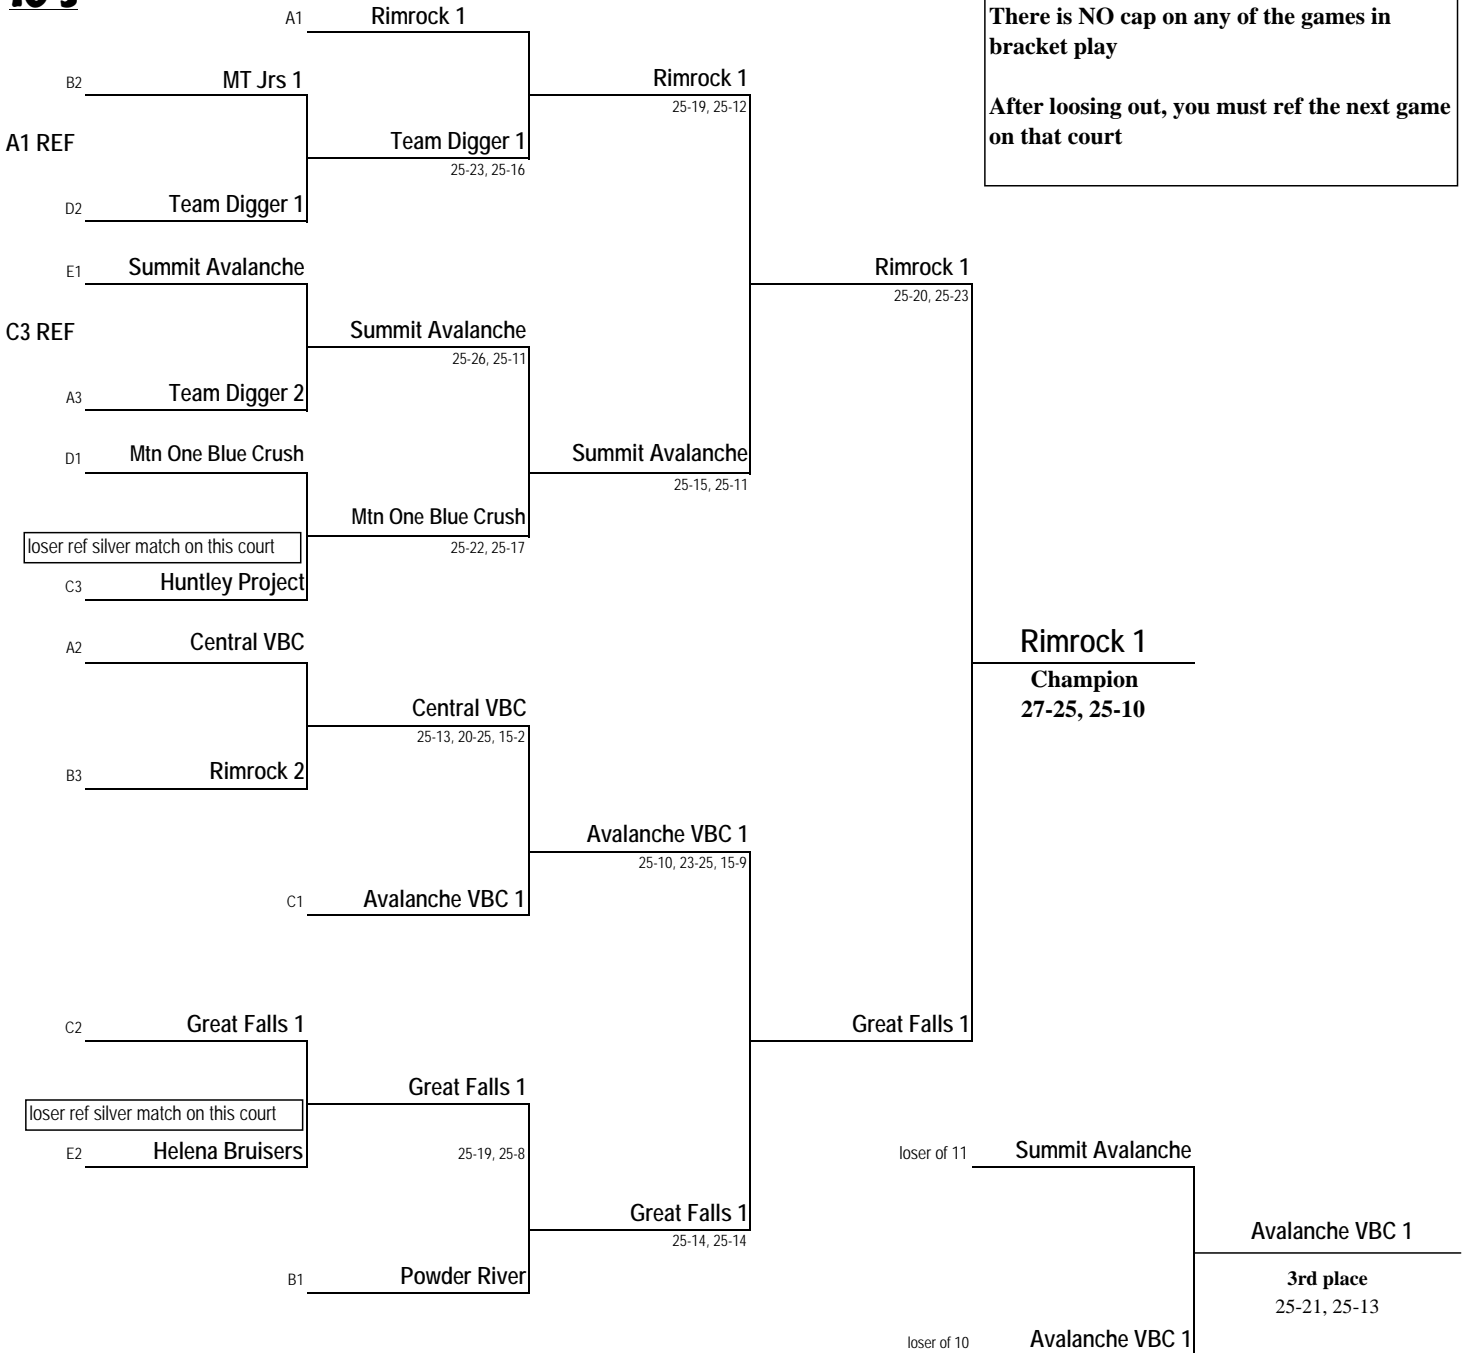 A1 Rimrock 1
There is NO cap on any of the games in
bracket play
After loosing out, you must ref the next game
on that court
B2 MT Jrs 1
Rimrock 1
25-19, 25-12
A1 REF
Team Digger 1
25-23, 25-16
D2 Team Digger 1
E1 Summit Avalanche
Rimrock 1
25-20, 25-23
C3 REF
Summit Avalanche
25-26, 25-11
A3 Team Digger 2
D1 Mtn One Blue Crush
Summit Avalanche
25-15, 25-11
Mtn One Blue Crush
25-22, 25-17
loser ref silver match on this court
C3 Huntley Project
A2 Central VBC
Rimrock 1
Champion
27-25, 25-10
Central VBC
25-13, 20-25, 15-2
B3 Rimrock 2
Avalanche VBC 1
25-10, 23-25, 15-9
C1 Avalanche VBC 1
C2 Great Falls 1
Great Falls 1
Great Falls 1
loser ref silver match on this court
E2 Helena Bruisers
25-19, 25-8
loser of 11 Summit Avalanche
Great Falls 1
25-14, 25-14
Avalanche VBC 1
B1 Powder River
3rd place
25-21, 25-13
loser of 10 Avalanche VBC 1